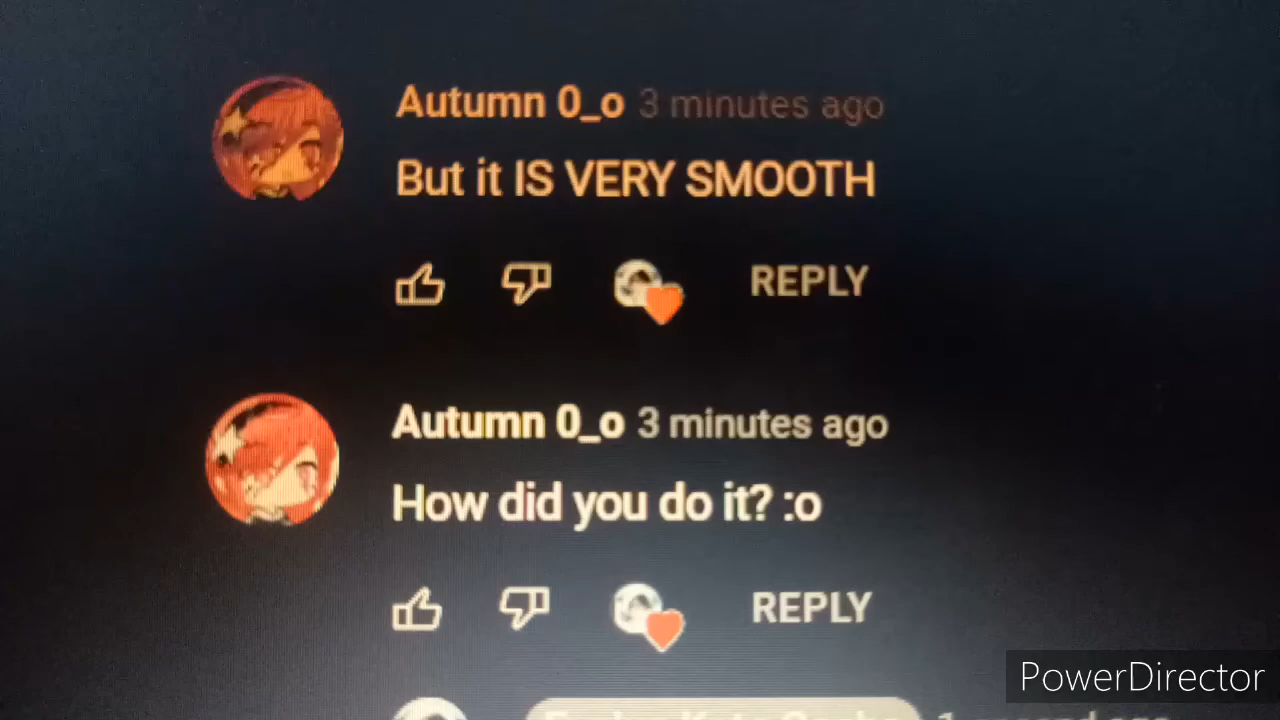 Autumn 0_o 3 minutes ago
But it IS VERY SMOOTH
REPLY
Autumn 0_o 3 minutes ago
How did you do it? :o
REPLY
PowerDirector